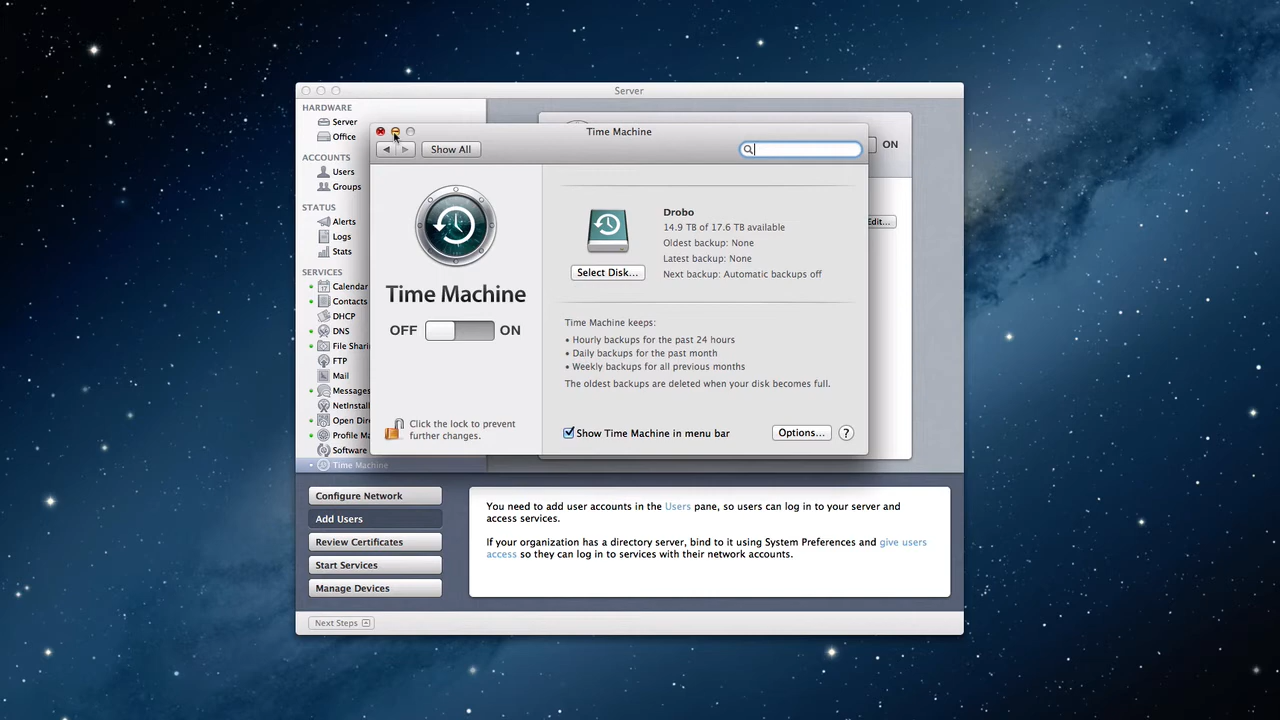 Server
HARDWARE
Server
Office
ACCOUNTS
Users
Groups
STATUS
Alerts
Logs
Stats
SERVICES
Calendar
Contacts
DHCP
DNS
File Sharin
FTP
Mail
Messages
NetInstall
Open Dire
Profile Ma
Software
Time Machine
ON
Edit...
Time Machine
Show All
Time Machine
OFF
ON
Click the lock to prevent
further changes.
Drobo
14.9 TB of 17.6 TB available
Oldest backup: None
Latest backup: None
Next backup: Automatic backups off
Select Disk...
Time Machine keeps:
• Hourly backups for the past 24 hours
• Daily backups for the past month
• Weekly backups for all previous months
The oldest backups are deleted when your disk becomes full.
Show Time Machine in menu bar
Options...
?
Configure Network
Add Users
Review Certificates
Start Services
Manage Devices
You need to add user accounts in the Users pane, so users can log in to your server and
access services.
If your organization has a directory server, bind to it using System Preferences and give users
access so they can log in to services with their network accounts.
Next Steps